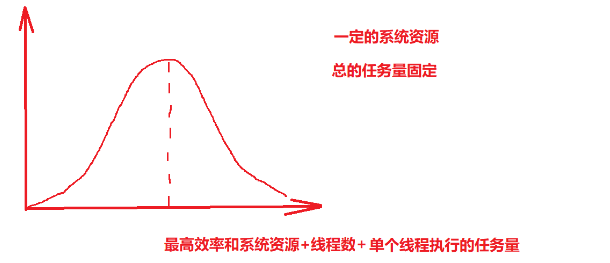 一定的系统资源
总的任务量固定
最高效率和系统资源+线程数+单个线程执行的任务量